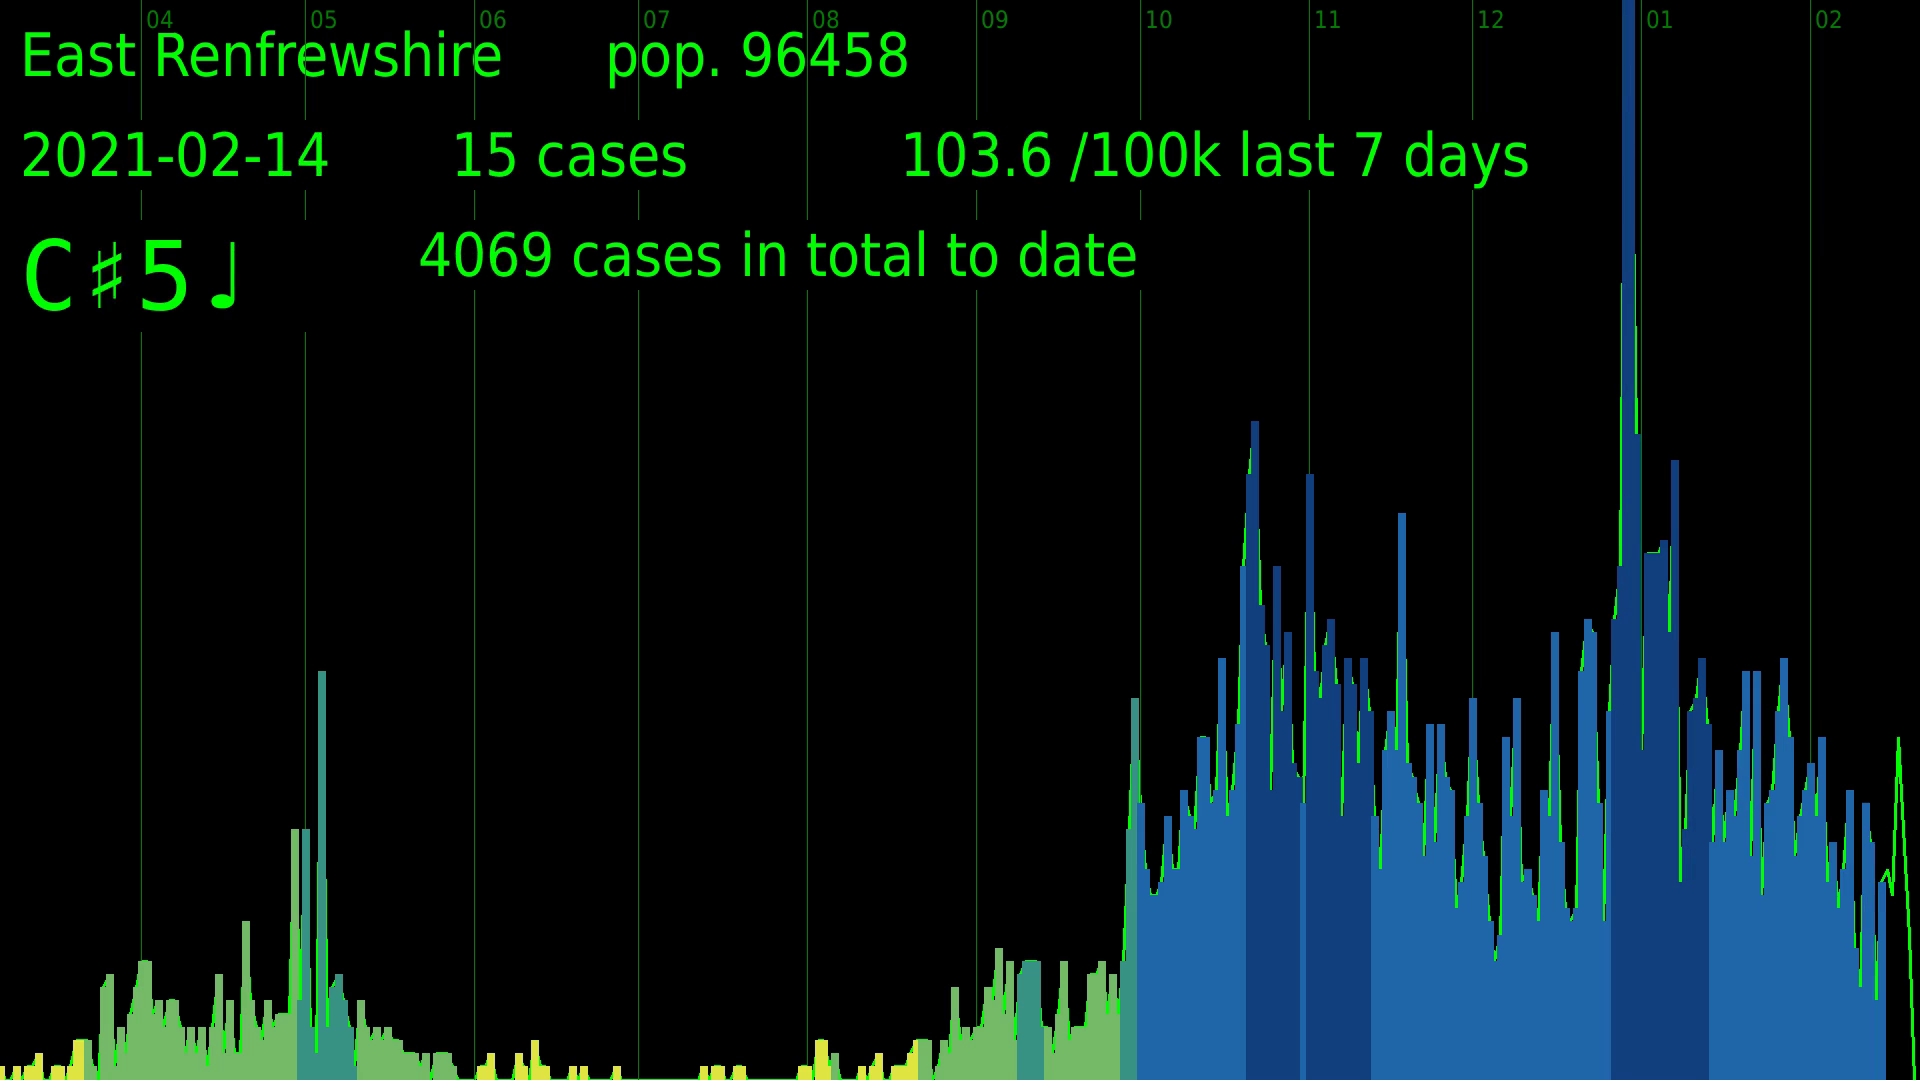 04 05 06 07 08 09 10 11 12 01 02
East Renfrewshire pop. 96458
2021-02-14 15 cases 103.6 /100k last 7 days
C♯5♩ 4069 cases in total to date